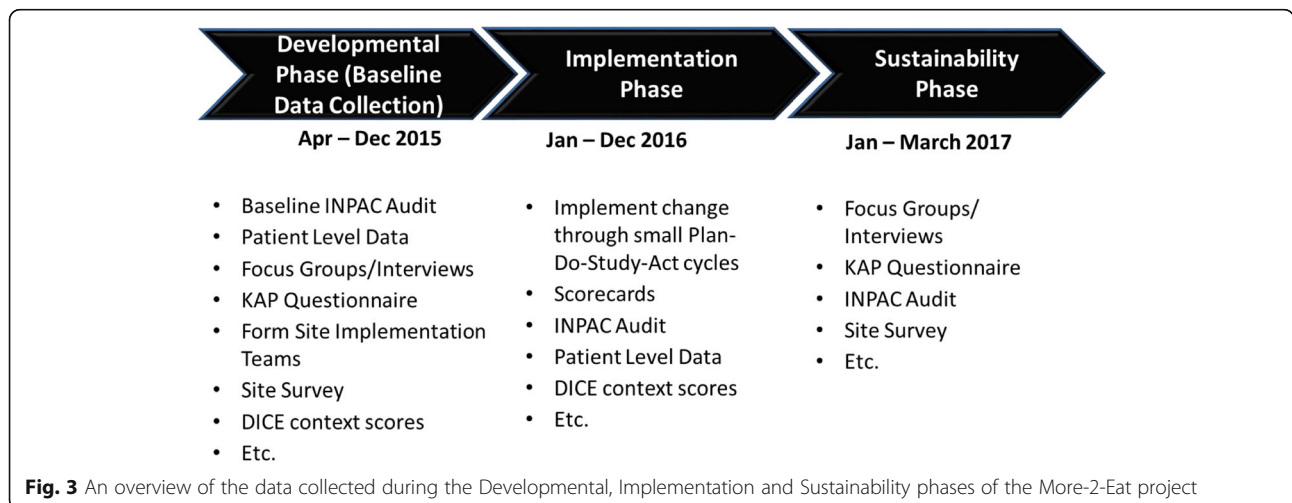 Developmental
Phase (Baseline
Data Collection)
Implementation
Phase
Sustainability
Phase
Apr – Dec 2015
Jan – Dec 2016
Jan – March 2017
• Baseline INPAC Audit
• Patient Level Data
• Focus Groups/Interviews
• KAP Questionnaire
• Form Site Implementation
Teams
• Site Survey
• DICE context scores
• Etc.
• Implement change
through small Plan-
Do-Study-Act cycles
• Scorecards
• INPAC Audit
• Patient Level Data
• DICE context scores
• Etc.
• Focus Groups/
Interviews
• KAP Questionnaire
• INPAC Audit
• Site Survey
• Etc.
Fig. 3 An overview of the data collected during the Developmental, Implementation and Sustainability phases of the More-2-Eat project